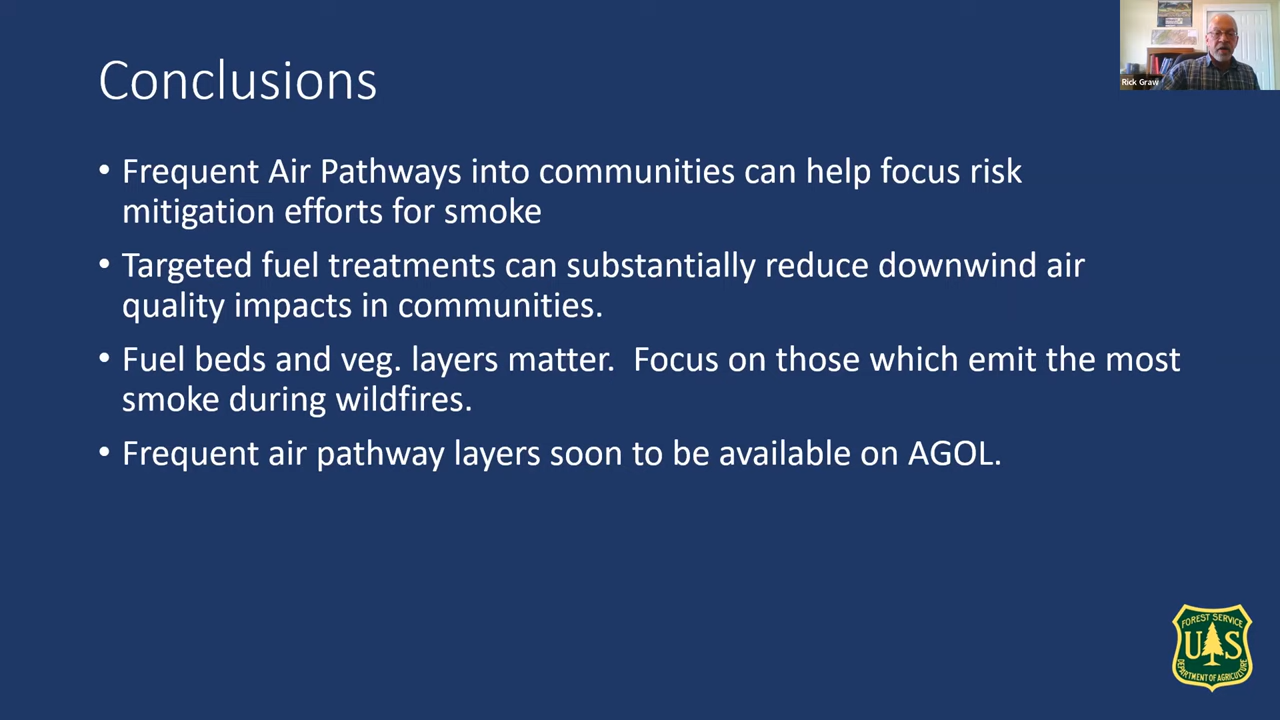 Conclusions
Rick Graw
• Frequent Air Pathways into communities can help focus risk
mitigation efforts for smoke
• Targeted fuel treatments can substantially reduce downwind air
quality impacts in communities.
• Fuel beds and veg. layers matter.  Focus on those which emit the most
smoke during wildfires.
• Frequent air pathway layers soon to be available on AGOL.
FOREST SERVICE
U S
DEPARTMENT OF AGRICULTURE